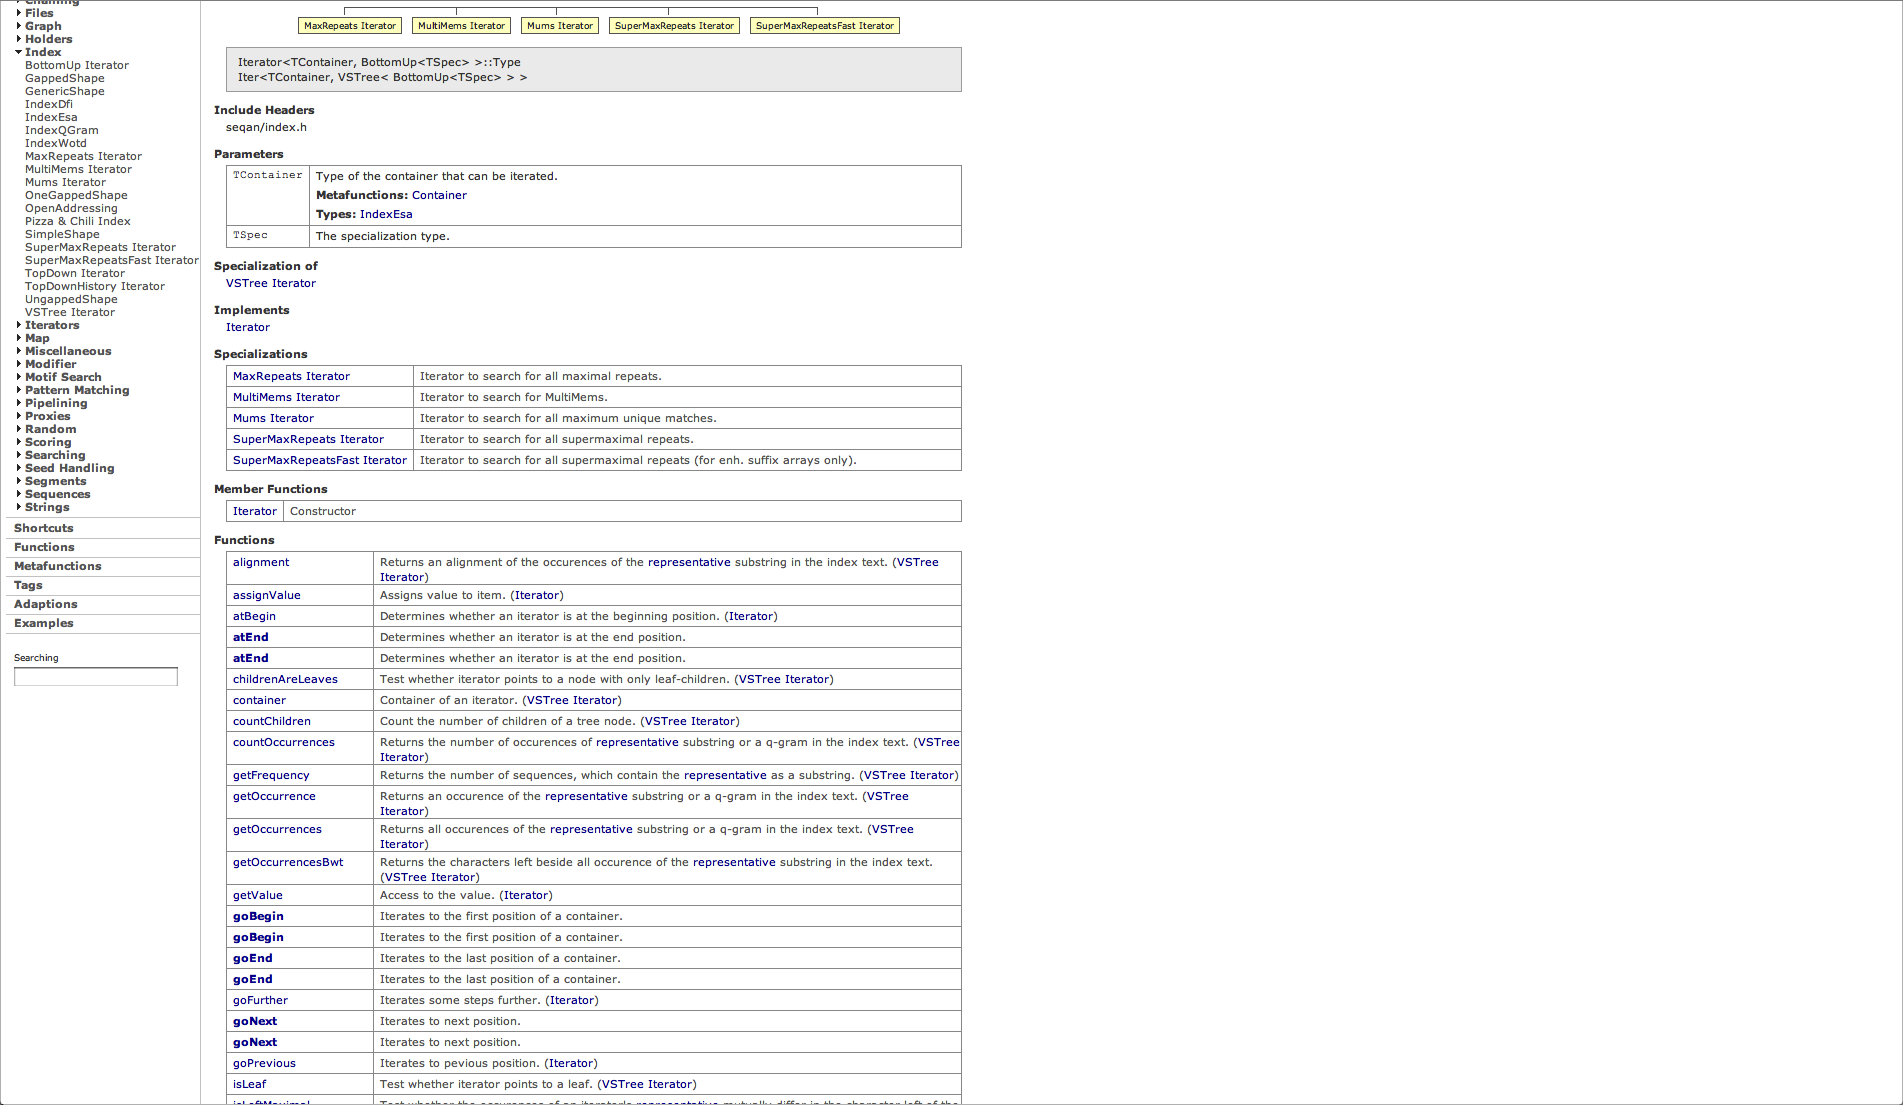 Chaining
Files
Graph
Holders
Index
BottomUp Iterator
GappedShape
GenericShape
IndexDfi
IndexEsa
IndexQGram
IndexWotd
MaxRepeats Iterator
MultiMems Iterator
Mums Iterator
OneGappedShape
OpenAddressing
Pizza & Chili Index
SimpleShape
SuperMaxRepeats Iterator
SuperMaxRepeatsFast Iterator
TopDown Iterator
TopDownHistory Iterator
UngappedShape
VSTree Iterator
Iterators
Map
Miscellaneous
Modifier
Motif Search
Pattern Matching
Pipelining
Proxies
Random
Scoring
Searching
Seed Handling
Segments
Sequences
Strings
Shortcuts
Functions
Metafunctions
Tags
Adaptions
Examples
Searching
MaxRepeats Iterator MultiMems Iterator Mums Iterator SuperMaxRepeats Iterator SuperMaxRepeatsFast Iterator
Iterator<TContainer, BottomUp<TSpec> >::Type
Iter<TContainer, VSTree< BottomUp<TSpec> > >
Include Headers
seqan/index.h
Parameters
TContainer Type of the container that can be iterated.
Metafunctions: Container
Types: IndexEsa
TSpec The specialization type.
Specialization of
VSTree Iterator
Implements
Iterator
Specializations
MaxRepeats Iterator Iterator to search for all maximal repeats.
MultiMems Iterator Iterator to search for MultiMems.
Mums Iterator Iterator to search for all maximum unique matches.
SuperMaxRepeats Iterator Iterator to search for all supermaximal repeats.
SuperMaxRepeatsFast Iterator Iterator to search for all supermaximal repeats (for enh. suffix arrays only).
Member Functions
Iterator Constructor
Functions
alignment Returns an alignment of the occurences of the representative substring in the index text. (VSTree
Iterator)
assignValue Assigns value to item. (Iterator)
atBegin Determines whether an iterator is at the beginning position. (Iterator)
atEnd Determines whether an iterator is at the end position.
atEnd Determines whether an iterator is at the end position.
childrenAreLeaves Test whether iterator points to a node with only leaf-children. (VSTree Iterator)
container Container of an iterator. (VSTree Iterator)
countChildren Count the number of children of a tree node. (VSTree Iterator)
countOccurrences Returns the number of occurences of representative substring or a q-gram in the index text. (VSTree
Iterator)
getFrequency Returns the number of sequences, which contain the representative as a substring. (VSTree Iterator)
getOccurrence Returns an occurence of the representative substring or a q-gram in the index text. (VSTree
Iterator)
getOccurrences Returns all occurences of the representative substring or a q-gram in the index text. (VSTree
Iterator)
getOccurrencesBwt Returns the characters left beside all occurence of the representative substring in the index text.
(VSTree Iterator)
getValue Access to the value. (Iterator)
goBegin Iterates to the first position of a container.
goBegin Iterates to the first position of a container.
goEnd Iterates to the last position of a container.
goEnd Iterates to the last position of a container.
goFurther Iterates some steps further. (Iterator)
goNext Iterates to next position.
goNext Iterates to next position.
goPrevious Iterates to pevious position. (Iterator)
isLeaf Test whether iterator points to a leaf. (VSTree Iterator)
isLeftMaximal Test whether the occurences of an iterator's representative mutually differ in the character left of the